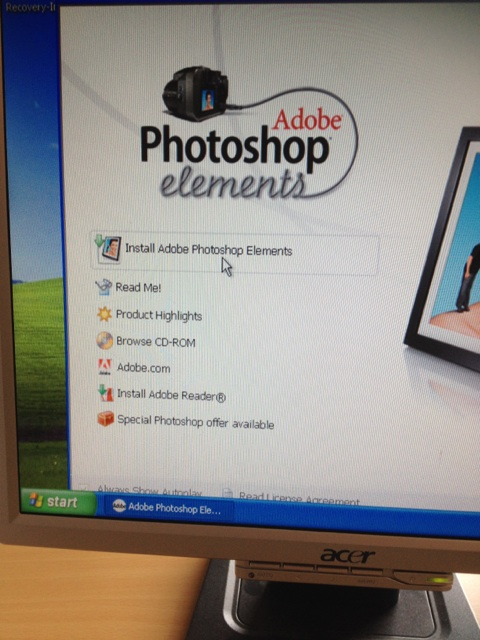 Recovery-I
Adobe
Photoshop
elements
Install Adobe Photoshop Elements
Read Me!
Product Highlights
Browse CD-ROM
Adobe.com
Install Adobe Reader®
Special Photoshop offer available
Always Show Autoplay
Read License Agreement
start
Adobe Photoshop Ele...
acer